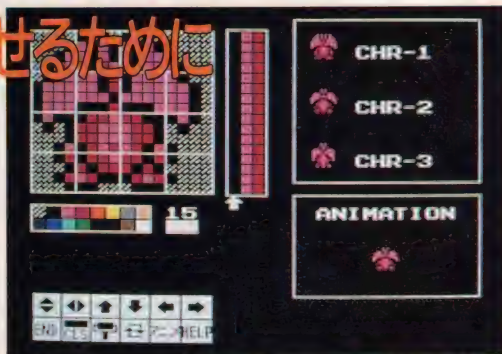 せるために
CHR-1
CHR-2
CHR-3
15
ANIMATION
END
HELP